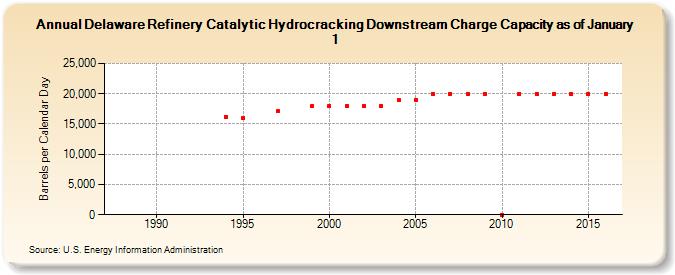 Annual Delaware Refinery Catalytic Hydrocracking Downstream Charge Capacity as of January
1
Barrels per Calendar Day
25,000
20,000
15,000
10,000
5,000
0
1990 1995 2000 2005 2010 2015
Source: U.S. Energy Information Administration